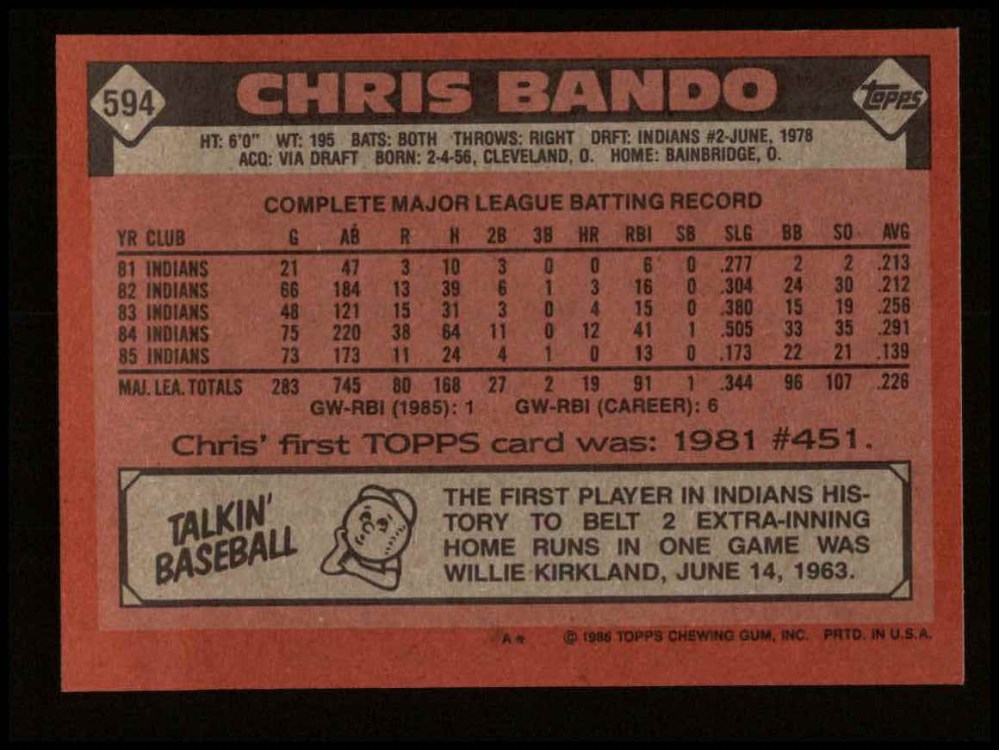 594 CHRIS BANDO topps
HT: 6'0" WT: 195 BATS: BOTH THROWS: RIGHT DRFT: INDIANS #2-JUNE, 1978
ACQ: VIA DRAFT BORN: 2-4-56, CLEVELAND, O. HOME: BAINBRIDGE, O.
COMPLETE MAJOR LEAGUE BATTING RECORD
YR CLUB G AB R H 2B 3B HR RBI SB SLG BB SO AVG
81 INDIANS 21 47 3 10 3 0 0 6 0 .277 2 2 .213
82 INDIANS 66 184 13 39 6 1 3 16 0 .304 24 30 .212
83 INDIANS 48 121 15 31 3 0 4 15 0 .380 15 19 .256
84 INDIANS 75 220 38 64 11 0 12 41 1 .505 33 35 .291
85 INDIANS 73 173 11 24 4 1 0 13 0 .173 22 21 .139
MAJ. LEA. TOTALS 283 745 80 168 27 2 19 91 1 .344 96 107 .226
GW-RBI (1985): 1 GW-RBI (CAREER): 6
Chris' first TOPPS card was: 1981 #451.
TALKIN'
BASEBALL
THE FIRST PLAYER IN INDIANS HIS-
TORY TO BELT 2 EXTRA-INNING
HOME RUNS IN ONE GAME WAS
WILLIE KIRKLAND, JUNE 14, 1963.
A* © 1986 TOPPS CHEWING GUM, INC. PRTD. IN U.S.A.